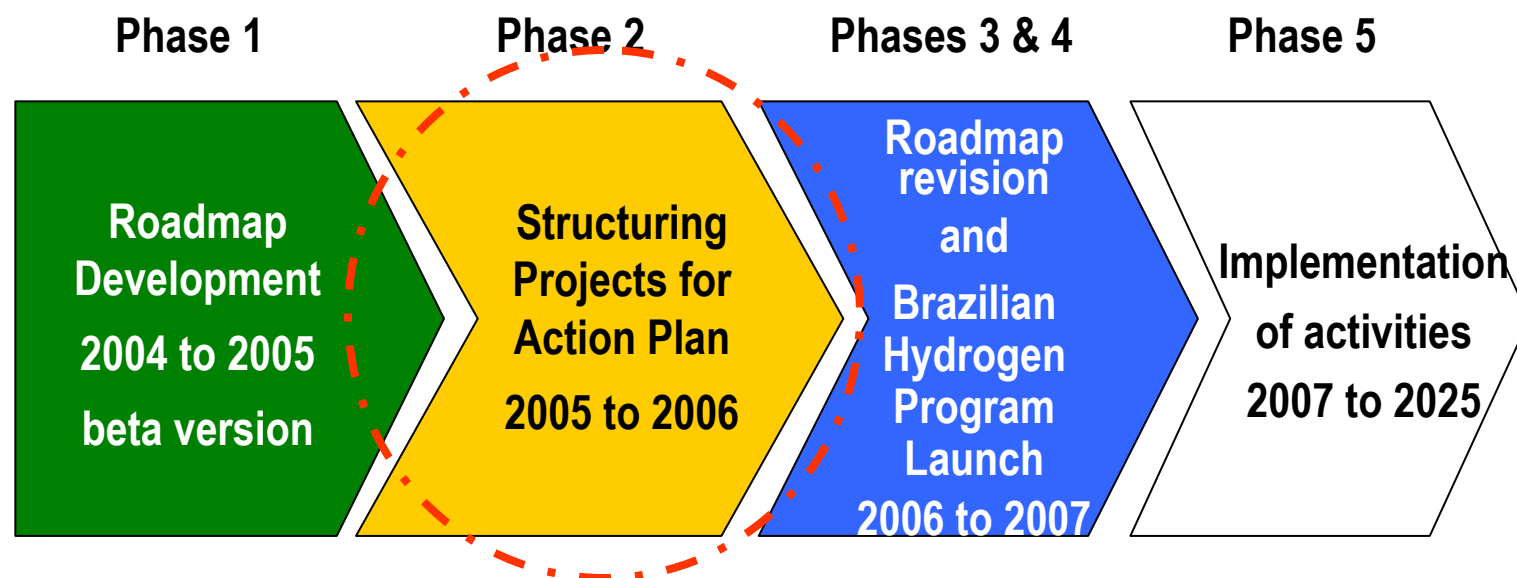 Phase 1
Phase 2
Phases 3 & 4
Phase 5
Roadmap
Development
2004 to 2005
beta version
Structuring
Projects for
Action Plan
2005 to 2006
Roadmap
revision
and
Brazilian
Hydrogen
Program
Launch
2006 to 2007
Implementation
of activities
2007 to 2025